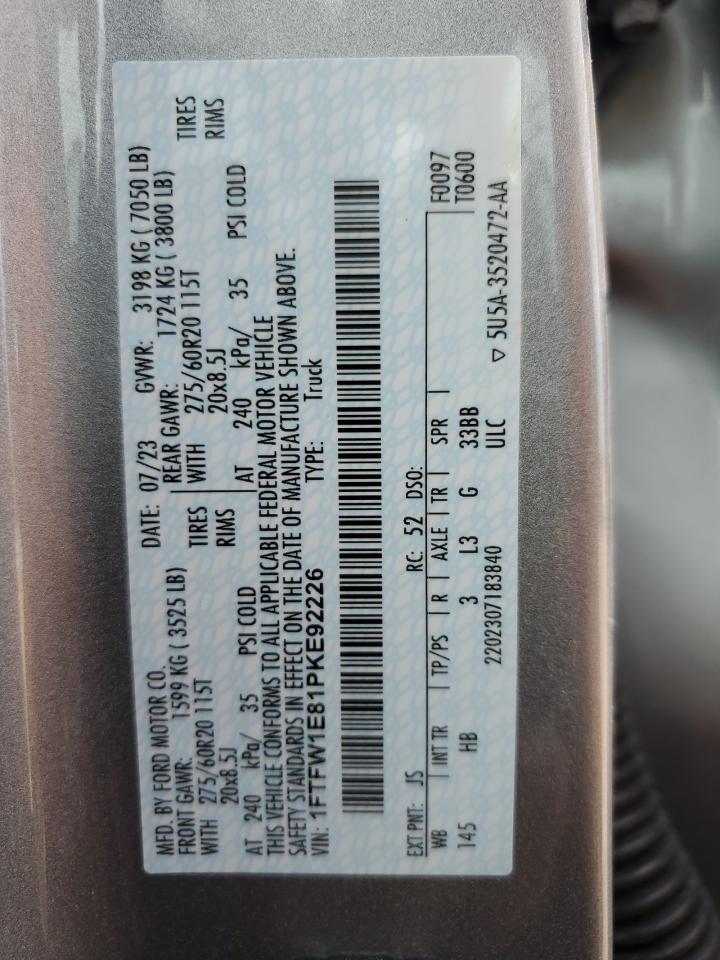 MFD. BY FORD MOTOR CO. DATE: 07/23 GVWR: 3198 KG ( 7050 LB)
FRONT GAWR: 1599 KG ( 3525 LB) REAR GAWR: 1724 KG ( 3800 LB)
WITH 275/60R20 115T TIRES WITH 275/60R20 115T TIRES
20x8.5J RIMS 20x8.5J RIMS
AT 240 kPa/ 35 PSI COLD AT 240 kPa/ 35 PSI COLD
THIS VEHICLE CONFORMS TO ALL APPLICABLE FEDERAL MOTOR VEHICLE
SAFETY STANDARDS IN EFFECT ON THE DATE OF MANUFACTURE SHOWN ABOVE.
VIN: 1FTFW1E81PKE92226 TYPE: Truck
EXT PNT: JS RC: 52 DSO: F0097
WB INT TR TP/PS R AXLE TR SPR T0600
145 HB 3 L3 G 33BB
2202307183840 ULC ▽ 5U5A-3520472-AA